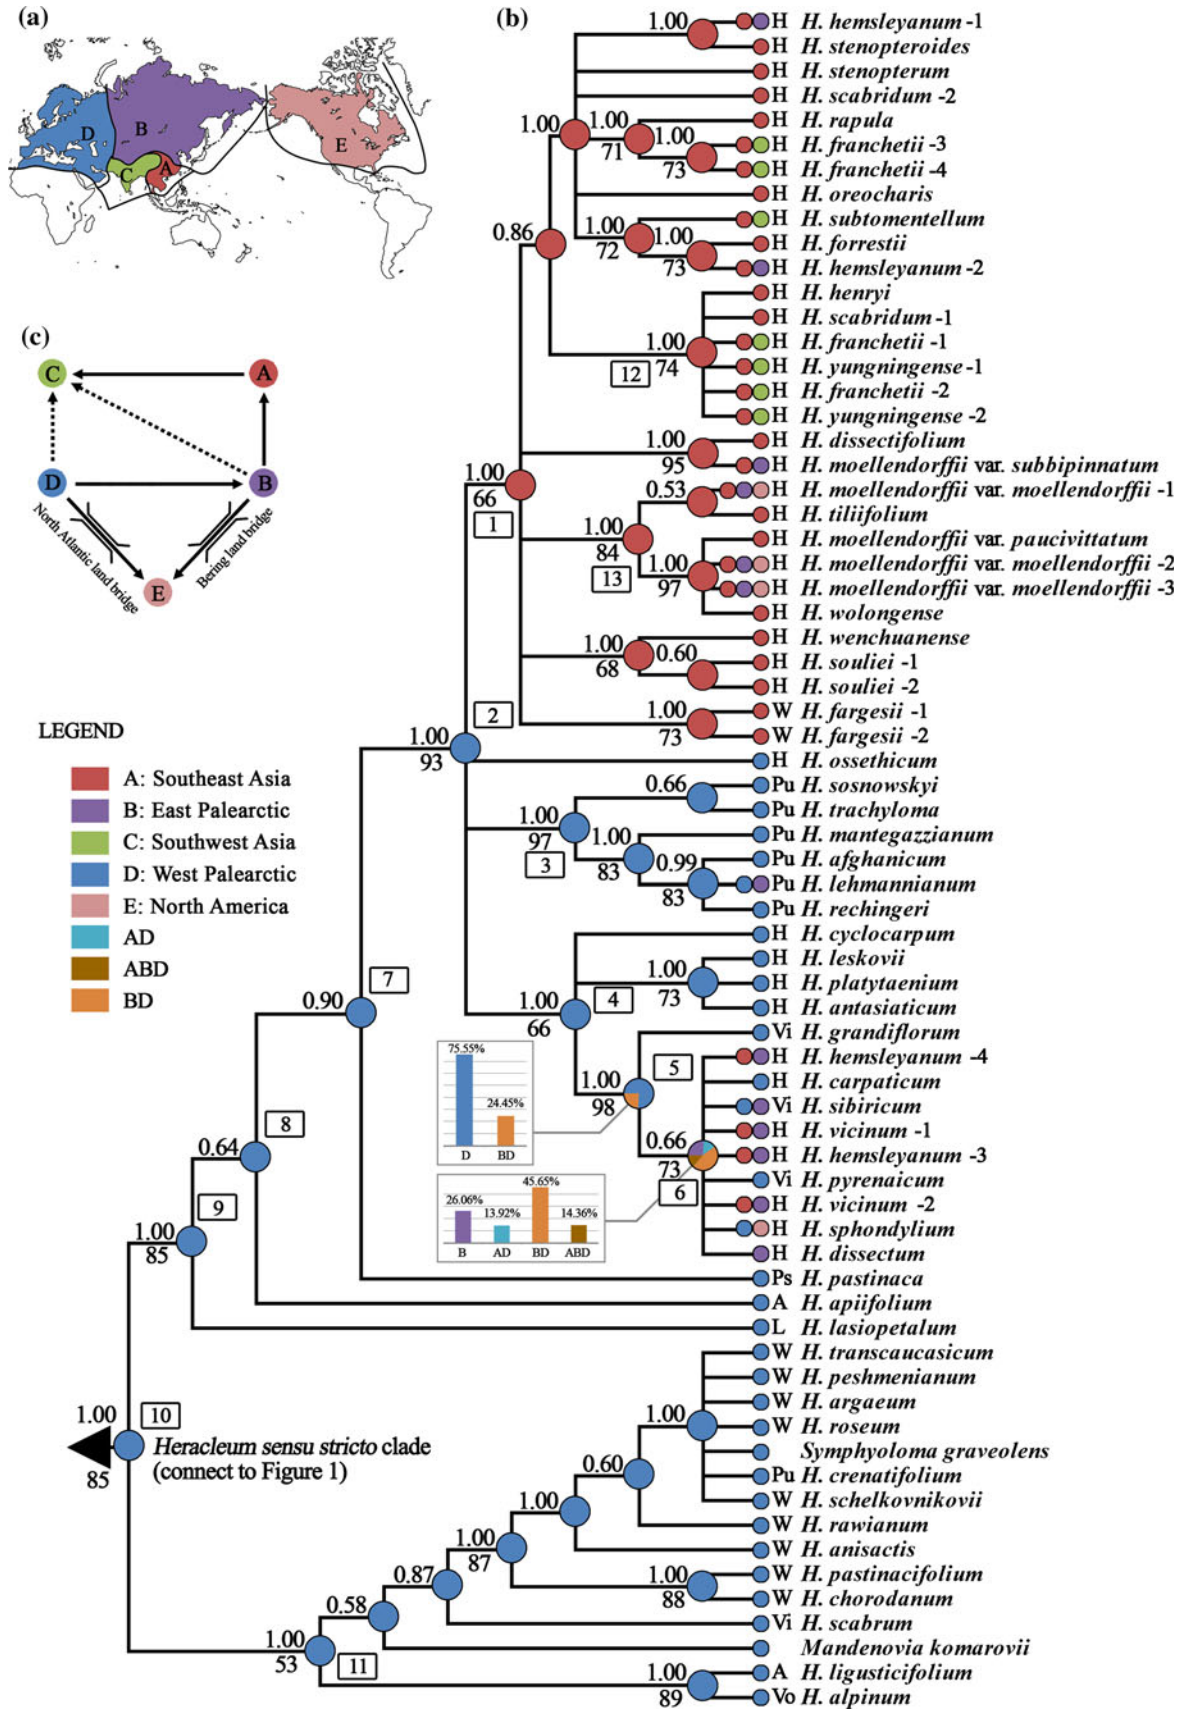 (a)
D
B
C
A
E
(c)
C
A
D
B
E
North Atlantic land bridge
Bering land bridge
LEGEND
A: Southeast Asia
B: East Palearctic
C: Southwest Asia
D: West Palearctic
E: North America
AD
ABD
BD
(b)
1.00
H H. hemsleyanum -1
H H. stenopteroides
H H. stenopterum
H H. scabridum -2
1.00
1.00
71
H H. rapula
1.00
73
H H. franchetii -3
H H. franchetii -4
H H. oreocharis
0.86
1.00
72
H H. subtomentellum
1.00
73
H H. forrestii
H H. hemsleyanum -2
1.00
74
12
H H. henryi
H H. scabridum -1
H H. franchetii -1
H H. yungningense -1
H H. franchetii -2
H H. yungningense -2
1.00
66
1
1.00
95
H H. dissectifolium
H H. moellendorffii var. subbipinnatum
0.53
H H. moellendorffii var. moellendorffii -1
H H. tiliifolium
1.00
84
13
1.00
97
H H. moellendorffii var. paucivittatum
H H. moellendorffii var. moellendorffii -2
H H. moellendorffii var. moellendorffii -3
H H. wolongense
1.00
68
H H. wenchuanense
0.60
H H. souliei -1
H H. souliei -2
1.00
73
W H. fargesii -1
W H. fargesii -2
1.00
93
2
H H. ossethicum
0.66
Pu H. sosnowskyi
Pu H. trachyloma
1.00
97
3
1.00
83
Pu H. mantegazzianum
0.99
83
Pu H. afghanicum
Pu H. lehmannianum
Pu H. rechingeri
1.00
66
4
H H. cyclocarpum
1.00
73
H H. leskovii
H H. platytaenium
H H. antasiaticum
1.00
98
5
Vi H. grandiflorum
0.66
73
6
H H. hemsleyanum -4
H H. carpaticum
Vi H. sibiricum
H H. vicinum -1
H H. hemsleyanum -3
Vi H. pyrenaicum
H H. vicinum -2
H H. sphondylium
H H. dissectum
75.55%
24.45%
D BD
26.06%
13.92%
45.65%
14.36%
B AD BD ABD
0.90
7
Ps H. pastinaca
0.64
8
A H. apiifolium
1.00
85
9
L H. lasiopetalum
1.00
85
10
Heracleum sensu stricto clade
(connect to Figure 1)
1.00
W H. transcaucasicum
W H. peshmenianum
W H. argaeum
W H. roseum
Symphyoloma graveolens
Pu H. crenatifolium
W H. schelkovnikovii
0.60
W H. rawianum
1.00
W H. anisactis
1.00
87
1.00
88
W H. pastinacifolium
W H. chorodanum
0.87
Vi H. scabrum
0.58
Mandenovia komarovii
1.00
53
11
1.00
89
A H. ligusticifolium
Vo H. alpinum